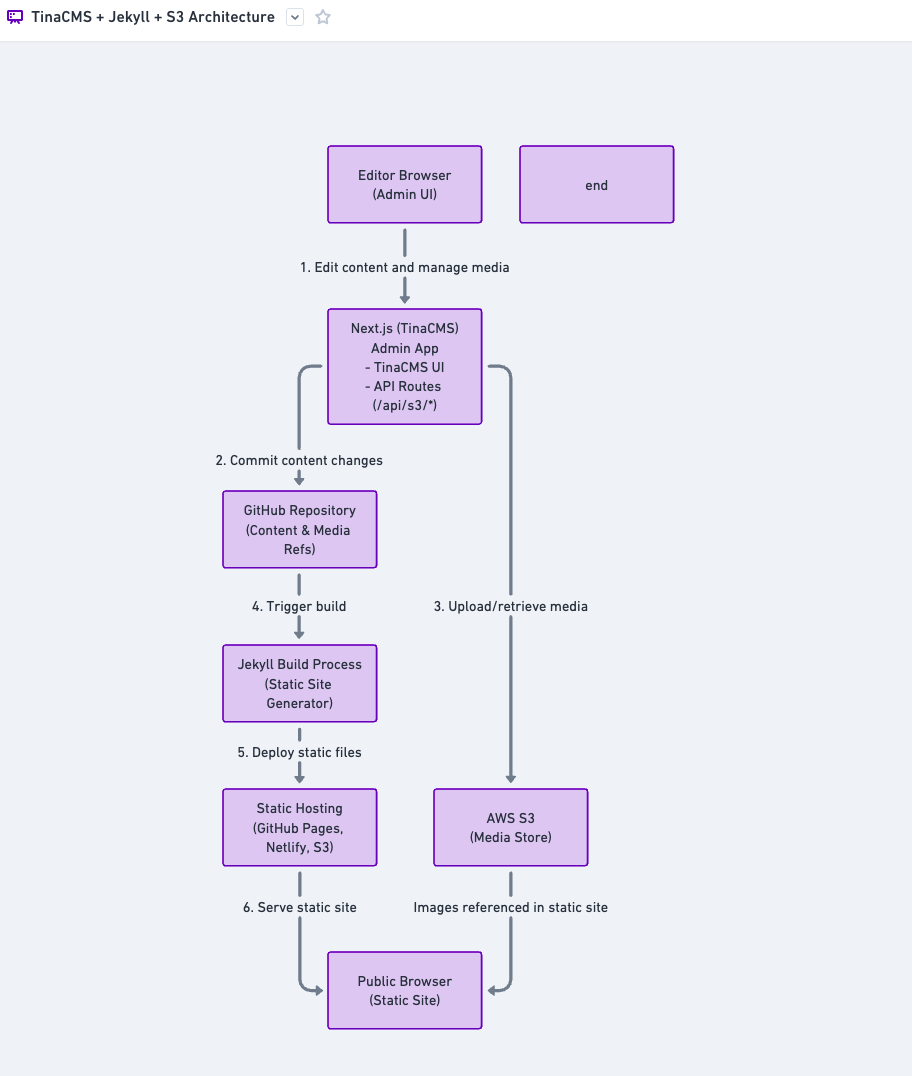 TinaCMS + Jekyll + S3 Architecture
Editor Browser
(Admin UI)
end
1. Edit content and manage media
Next.js (TinaCMS)
Admin App
- TinaCMS UI
- API Routes
(/api/s3/*)
2. Commit content changes
GitHub Repository
(Content & Media
Refs)
4. Trigger build
3. Upload/retrieve media
Jekyll Build Process
(Static Site
Generator)
5. Deploy static files
Static Hosting
(GitHub Pages,
Netlify, S3)
AWS S3
(Media Store)
6. Serve static site
Images referenced in static site
Public Browser
(Static Site)